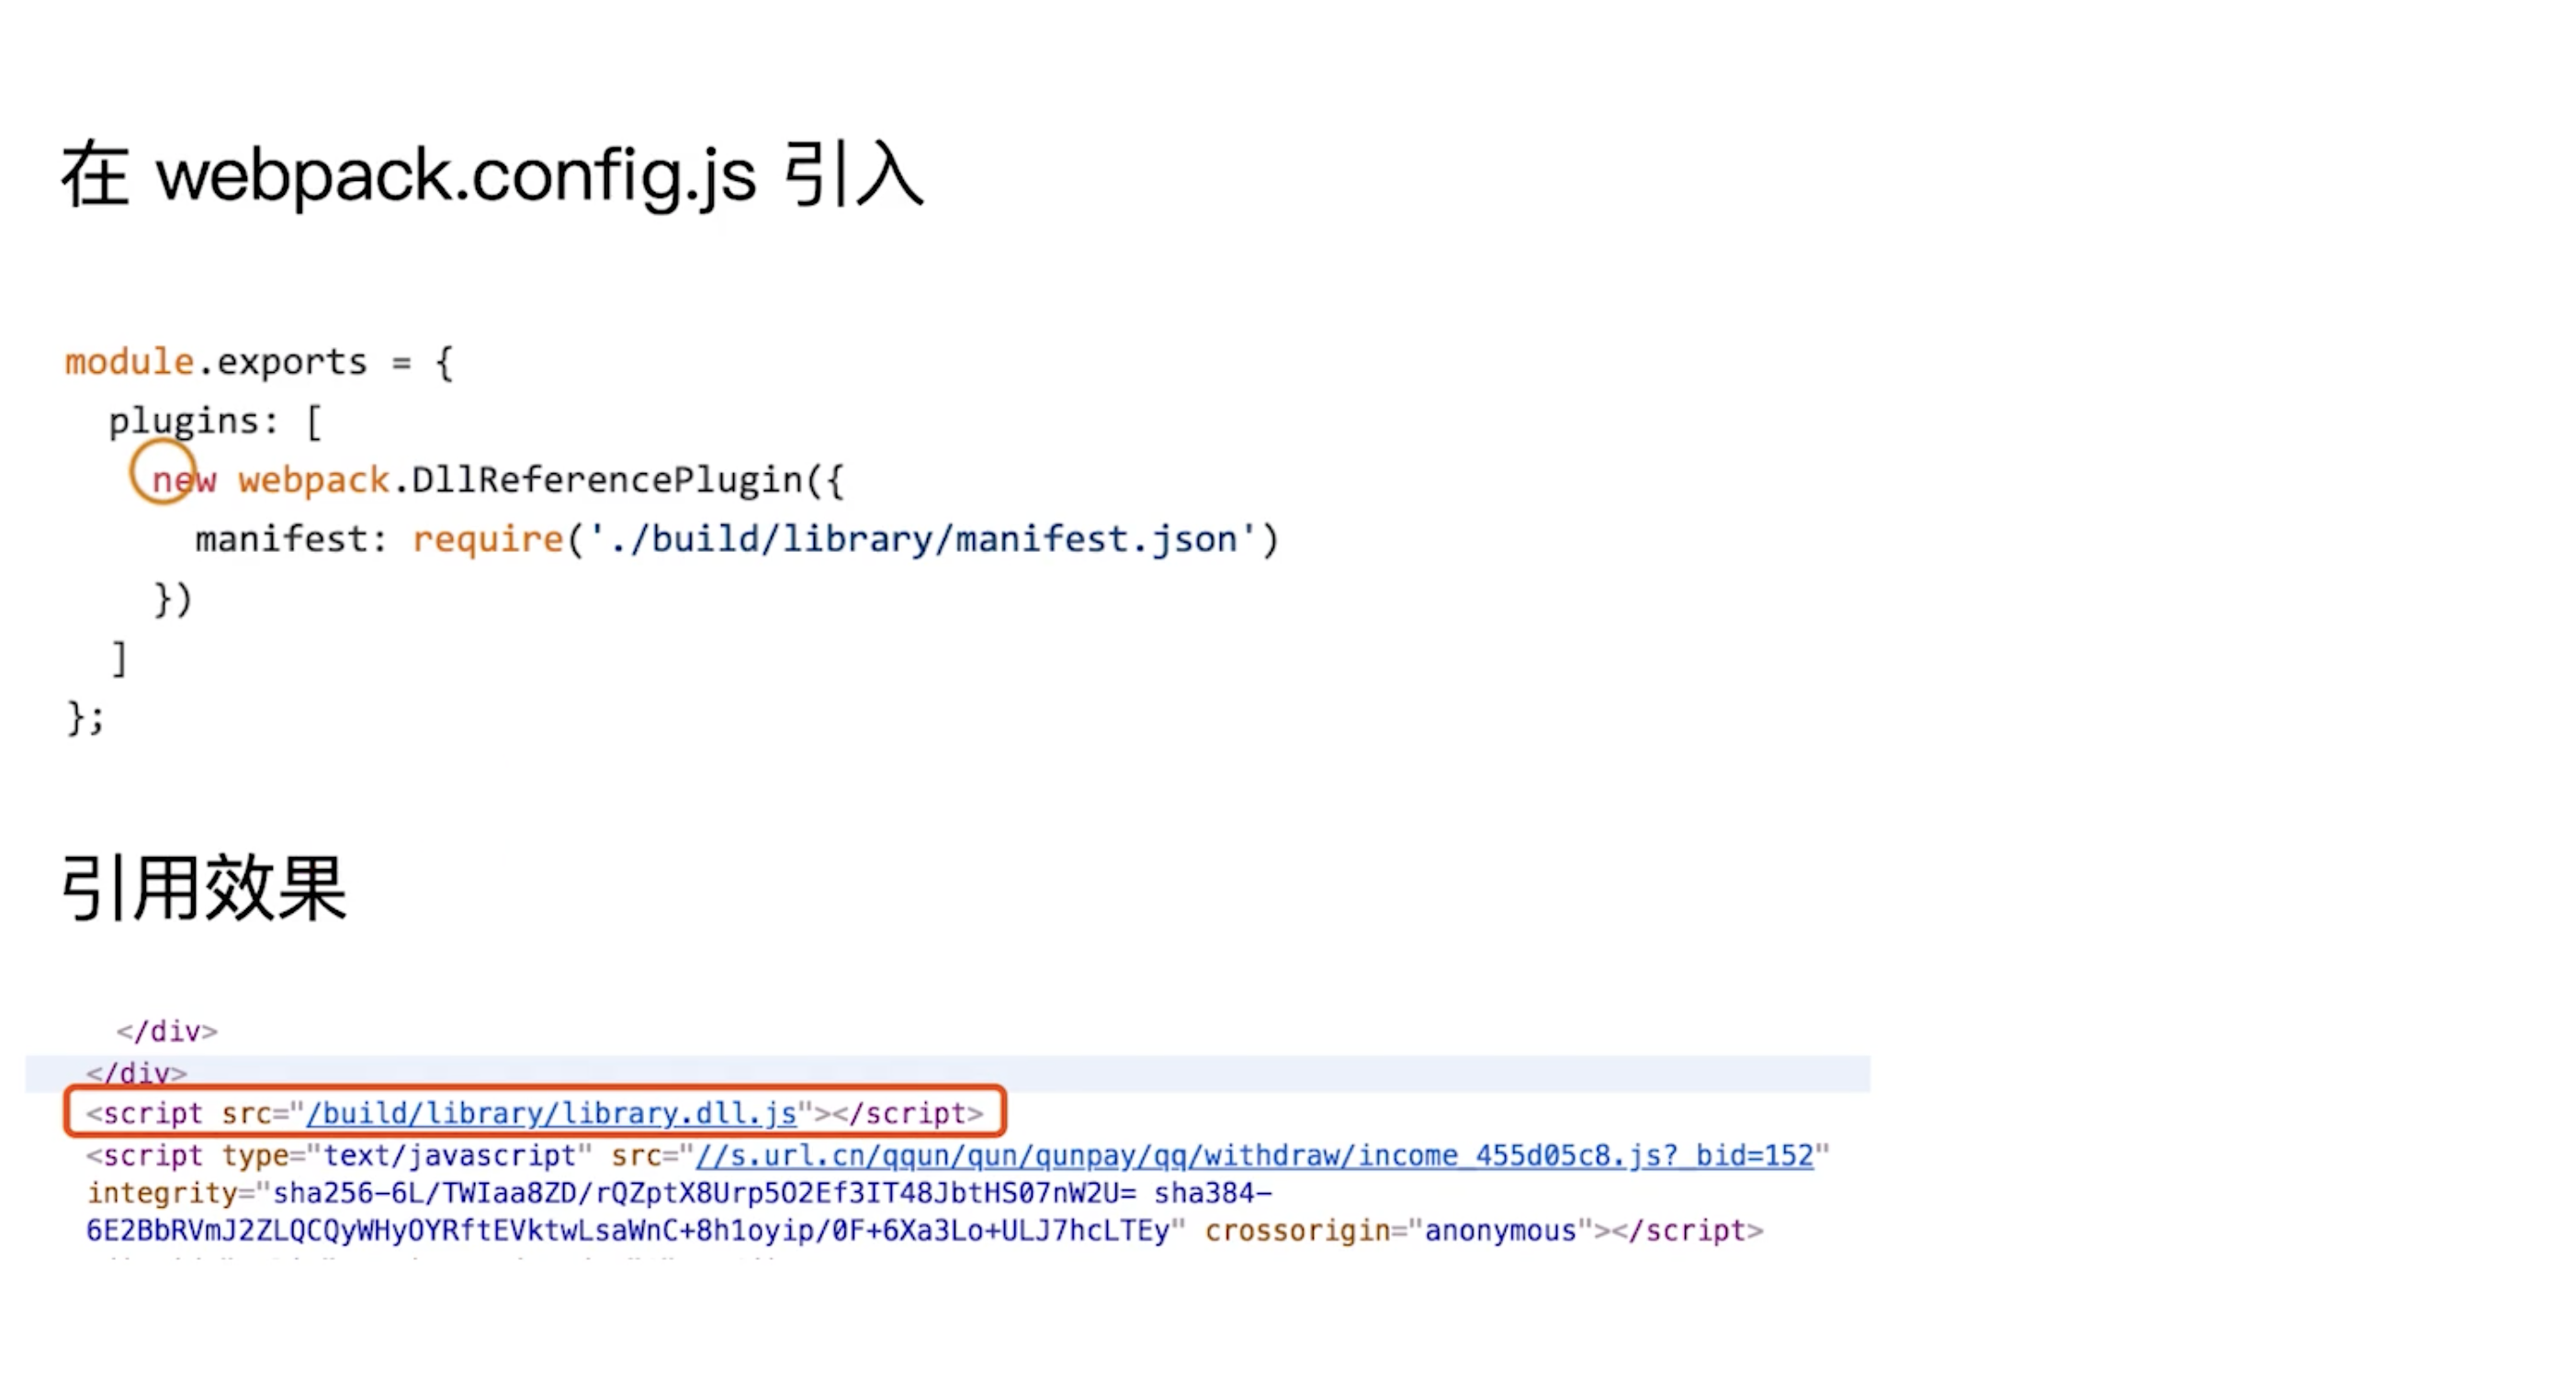 在 webpack.config.js 引入
module.exports = {
plugins: [
new webpack.DllReferencePlugin({
manifest: require('./build/library/manifest.json')
})
]
};
引用效果
</div>
</div>
<script src="/build/library/library.dll.js"></script>
<script type="text/javascript" src="//s.url.cn/qqun/qun/qunpay/qq/withdraw/income_455d05c8.js?_bid=152"
integrity="sha256-6L/TWIaa8ZD/rQZptX8Urp5O2Ef3IT48JbtHS07nW2U= sha384-
6E2BbRVmJ2ZLQCQyWHyOYRftEVktwLsaWnC+8h1oyip/0F+6Xa3Lo+ULJ7hcLTEy" crossorigin="anonymous"></script>